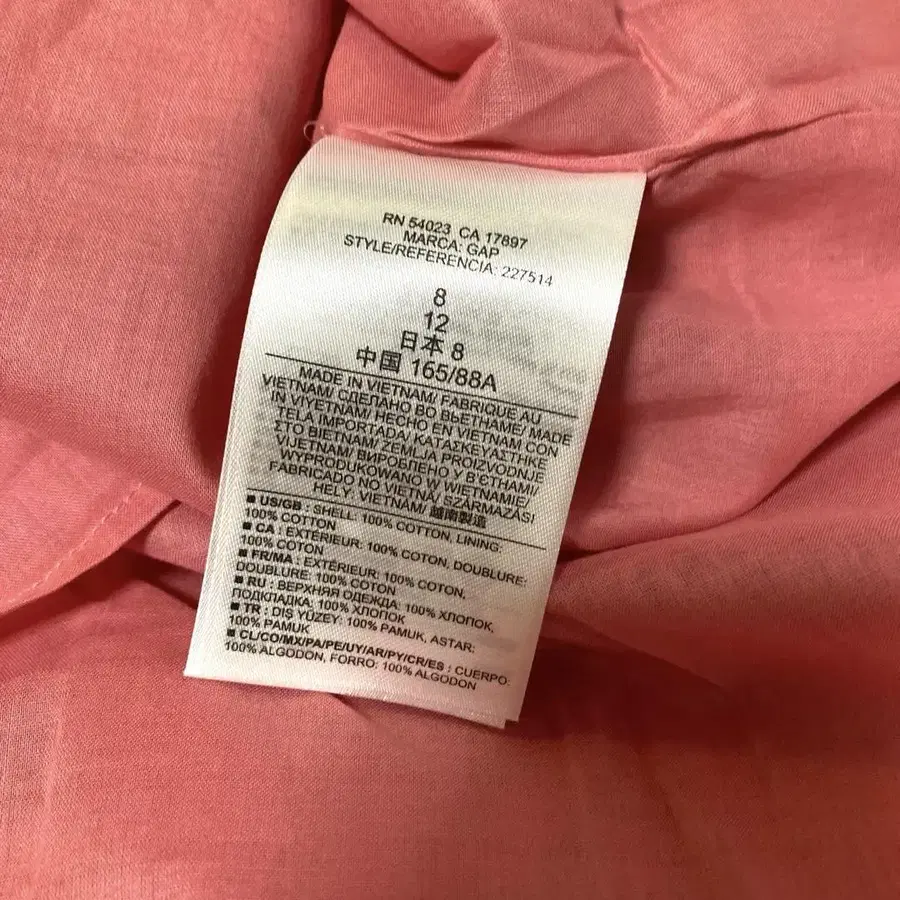 RN 54023 CA 17897
MARCA: GAP
STYLE/REFERENCIA: 227514
8
12
日本 8
中国 165/88A
MADE IN VIETNAM/ FABRIQUE AU
VIETNAM/ СДЕЛАНО ВО ВЬЕТНАМЕ/ MADE
IN VIYETNAM/ HECHO EN VIETNAM CON
TELA IMPORTADA/ ΚΑΤΑΣΚΕΥΑΣΤΗΚΕ
ΣΤΟ ΒΙΕΤΝΑΜ/ ZEMLJA PROIZVODNJE
VIJETNAM/ ВИРОБЛЕНО У В'ЄТНАМІ/
WYPRODUKOWANO W WIETNAMIE/
FABRICADO NO VIETNÃ/ SZÁRMAZÁSI
HELY: VIETNAM/ 越南製造
■ US/GB : SHELL: 100% COTTON, LINING:
100% COTTON
■ CA : EXTÉRIEUR: 100% COTON, DOUBLURE:
100% COTON
■ FR/MA : EXTÉRIEUR: 100% COTON,
DOUBLURE: 100% COTON
■ RU : ВЕРХНЯЯ ОДЕЖДА: 100% ХЛОПОК,
ПОДКЛАДКА: 100% ХЛОПОК
■ TR : DIŞ YÜZEY: 100% PAMUK, ASTAR:
100% PAMUK
■ CL/CO/MX/PA/PE/UY/AR/PY/CR/ES : CUERPO:
100% ALGODON, FORRO: 100% ALGODON